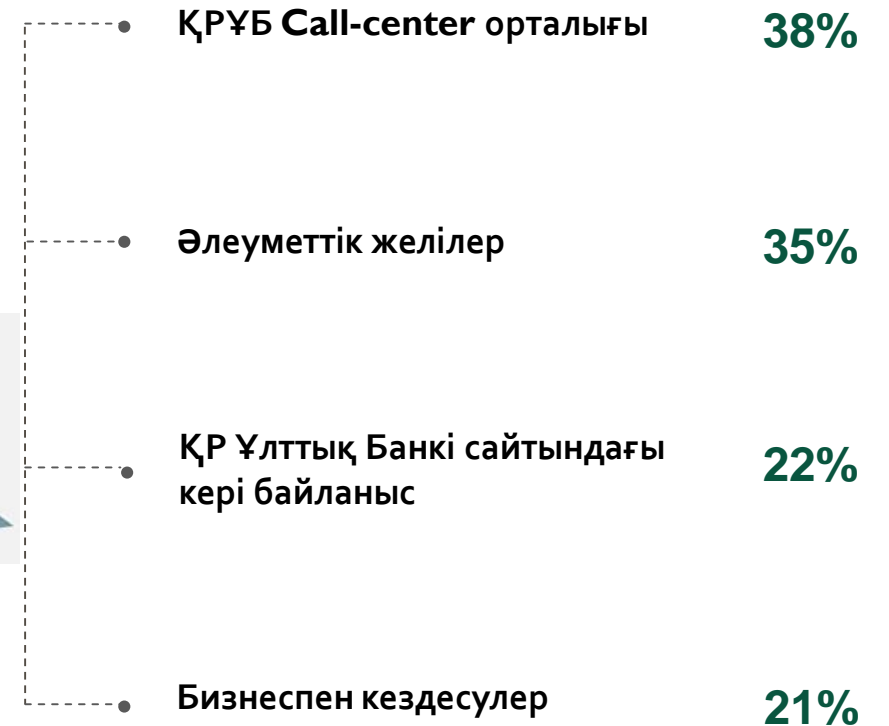 ҚРҰБ Call-center орталығы 38%
Әлеуметтік желілер 35%
ҚР Ұлттық Банкі сайтындағы
кері байланыс 22%
Бизнеспен кездесулер 21%